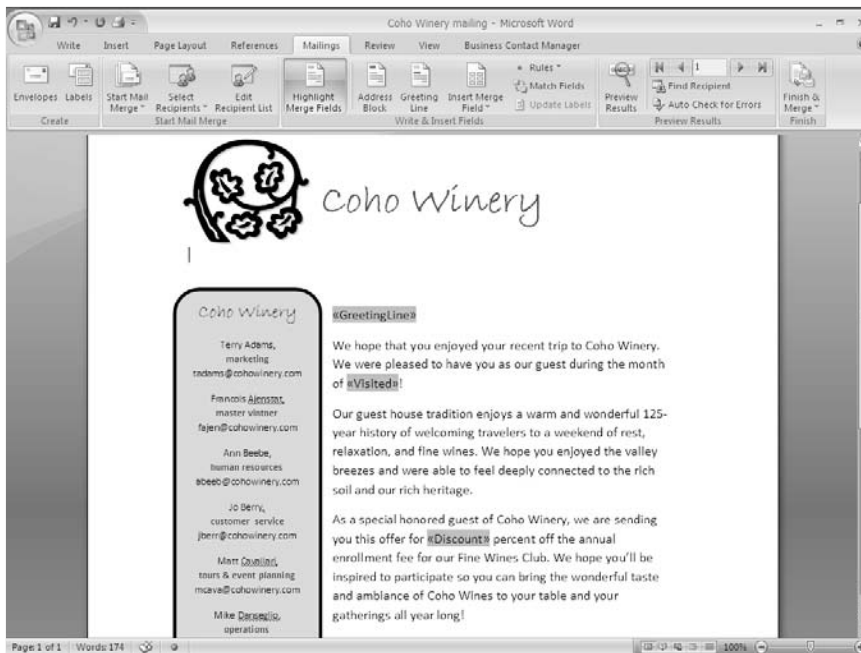 Coho Winery mailing - Microsoft Word
Write Insert Page Layout References Mailings Review View Business Contact Manager
Envelopes Labels
Create
Start Mail Merge
Select Recipients
Edit Recipient List
Start Mail Merge
Highlight Merge Fields
Address Block
Greeting Line
Insert Merge Field
Rules
Match Fields
Update Labels
Write & Insert Fields
Preview Results
1
Find Recipient
Auto Check for Errors
Preview Results
Finish & Merge
Finish
Coho Winery
Coho Winery
Terry Adams,
marketing
tadams@cohowinery.com
Francois Ajenstat,
master vintner
fajen@cohowinery.com
Ann Beebe,
human resources
abeeb@cohowinery.com
Jo Berry,
customer service
jberr@cohowinery.com
Matt Cavallari,
tours & event planning
mcava@cohowinery.com
Mike Danseglio,
operations
«GreetingLine»
We hope that you enjoyed your recent trip to Coho Winery.
We were pleased to have you as our guest during the month
of «Visited»!
Our guest house tradition enjoys a warm and wonderful 125-
year history of welcoming travelers to a weekend of rest,
relaxation, and fine wines. We hope you enjoyed the valley
breezes and were able to feel deeply connected to the rich
soil and our rich heritage.
As a special honored guest of Coho Winery, we are sending
you this offer for «Discount» percent off the annual
enrollment fee for our Fine Wines Club. We hope you'll be
inspired to participate so you can bring the wonderful taste
and ambiance of Coho Wines to your table and your
gatherings all year long!
Page: 1 of 1 Words: 174 100%